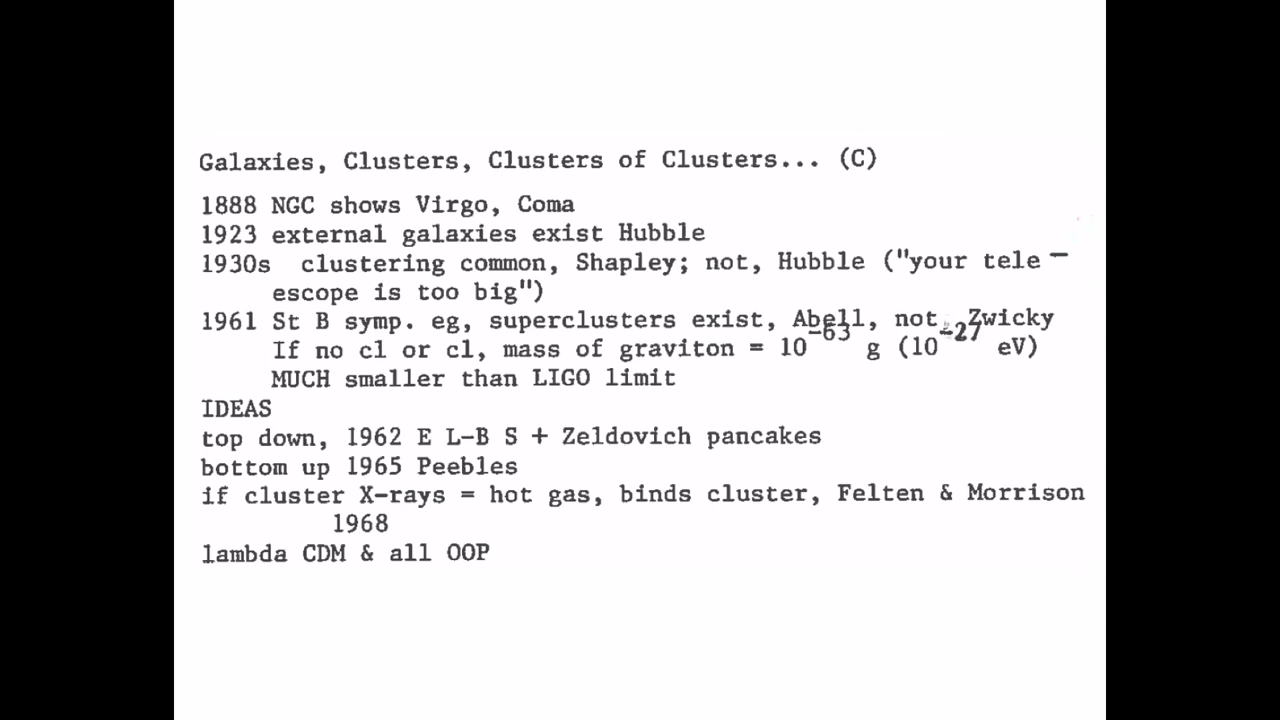 Galaxies, Clusters, Clusters of Clusters... (C)
1888 NGC shows Virgo, Coma
1923 external galaxies exist Hubble
1930s clustering common, Shapley; not, Hubble ("your tele-
escope is too big")
1961 St B symp. eg, superclusters exist, Abell, not, Zwicky
If no cl or cl, mass of graviton = 10⁻⁶³ g (10⁻²⁷ eV)
MUCH smaller than LIGO limit
IDEAS
top down, 1962 E L-B S + Zeldovich pancakes
bottom up 1965 Peebles
if cluster X-rays = hot gas, binds cluster, Felten & Morrison
1968
lambda CDM & all OOP